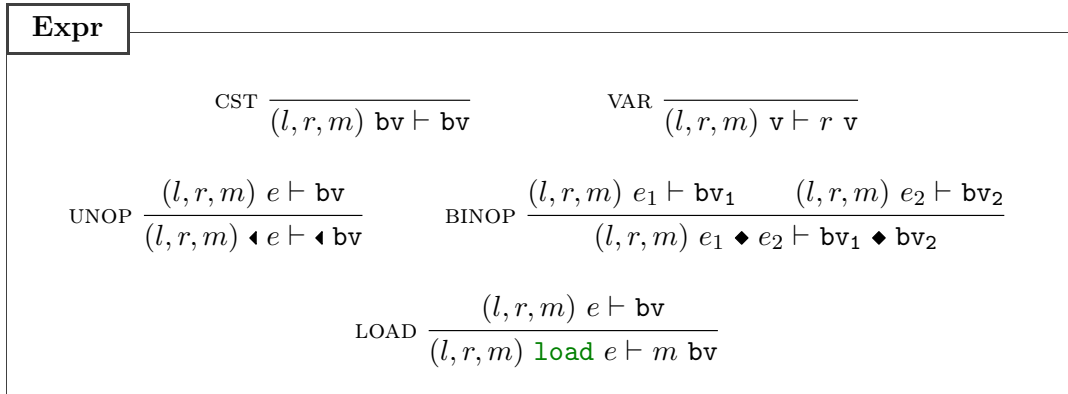 Expr
CST (l, r, m) bv ⊢ bv
VAR (l, r, m) v ⊢ r v
UNOP (l, r, m) e ⊢ bv
(l, r, m) ◂ e ⊢ ◂ bv
BINOP (l, r, m) e₁ ⊢ bv₁ (l, r, m) e₂ ⊢ bv₂
(l, r, m) e₁ ◆ e₂ ⊢ bv₁ ◆ bv₂
LOAD (l, r, m) e ⊢ bv
(l, r, m) load e ⊢ m bv